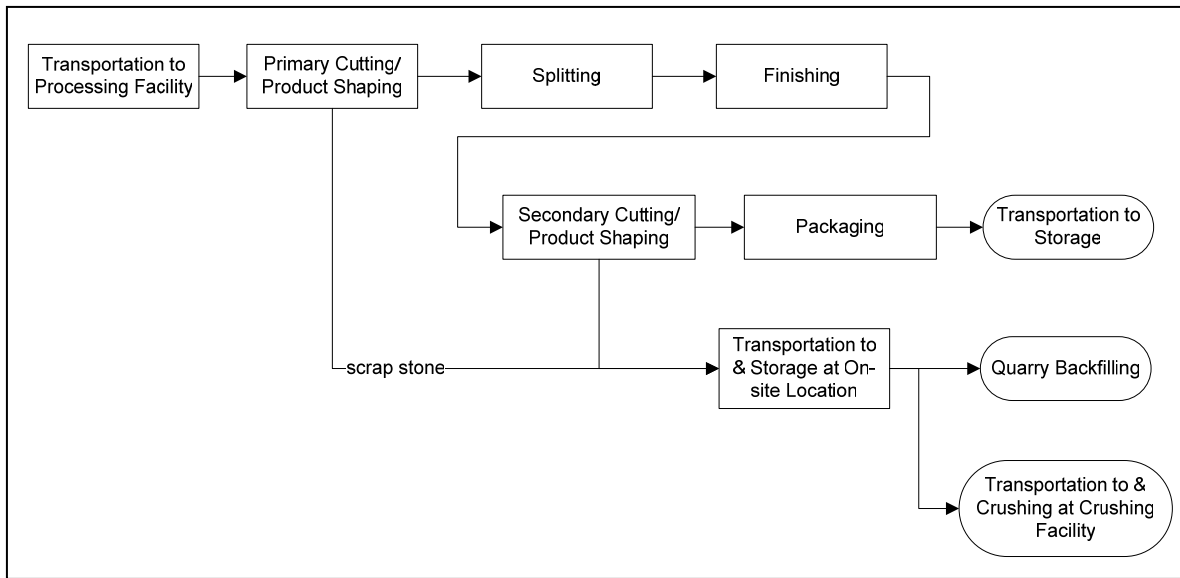 Transportation to
Processing Facility
Primary Cutting/
Product Shaping
Splitting
Finishing
Secondary Cutting/
Product Shaping
Packaging
Transportation to
Storage
scrap stone
Transportation to
& Storage at On-
site Location
Quarry Backfilling
Transportation to &
Crushing at Crushing
Facility